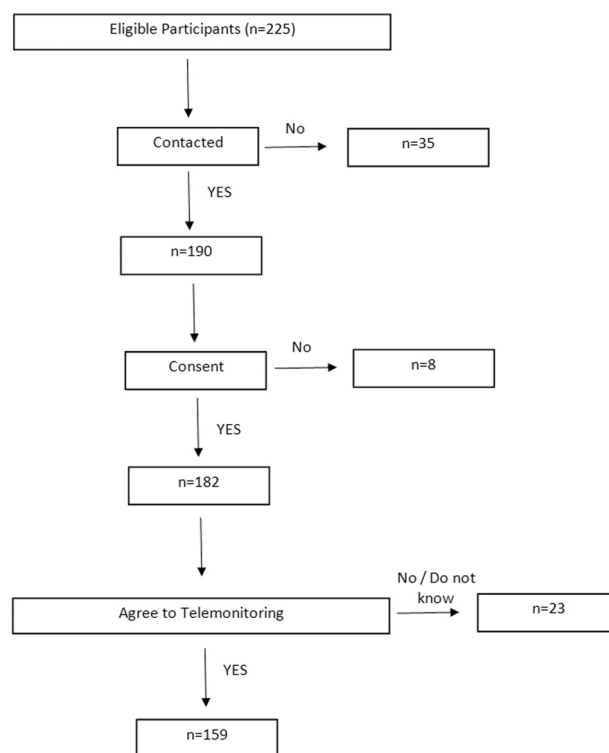 Eligible Participants (n=225)
No
Contacted
n=35
YES
n=190
No
Consent
n=8
YES
n=182
No / Do not
know
Agree to Telemonitoring
n=23
YES
n=159